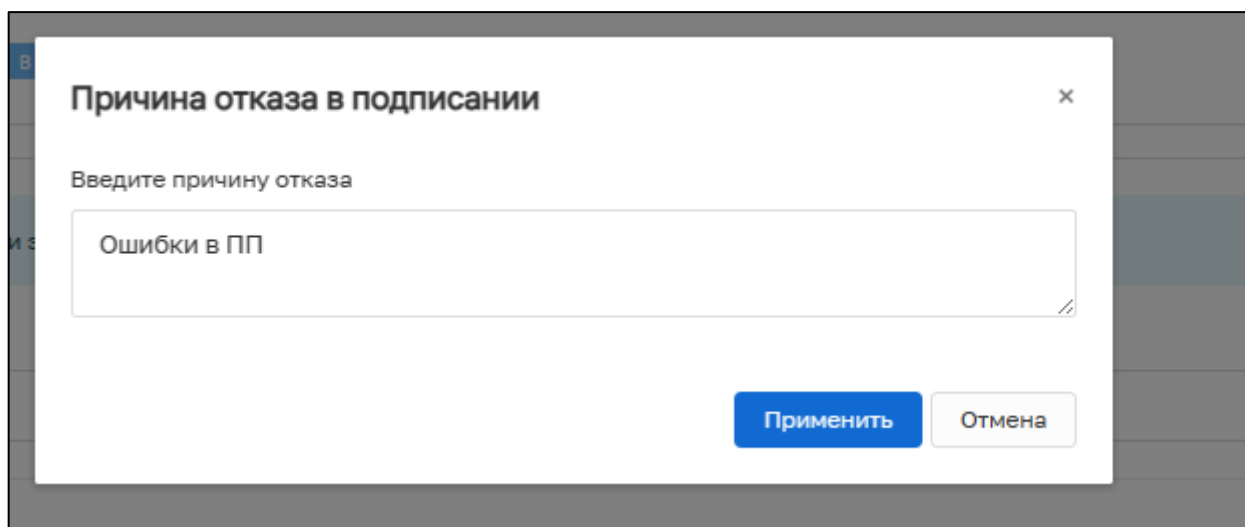 В
Причина отказа в подписании
×
Введите причину отказа
и з
Ошибки в ПП
Применить
Отмена